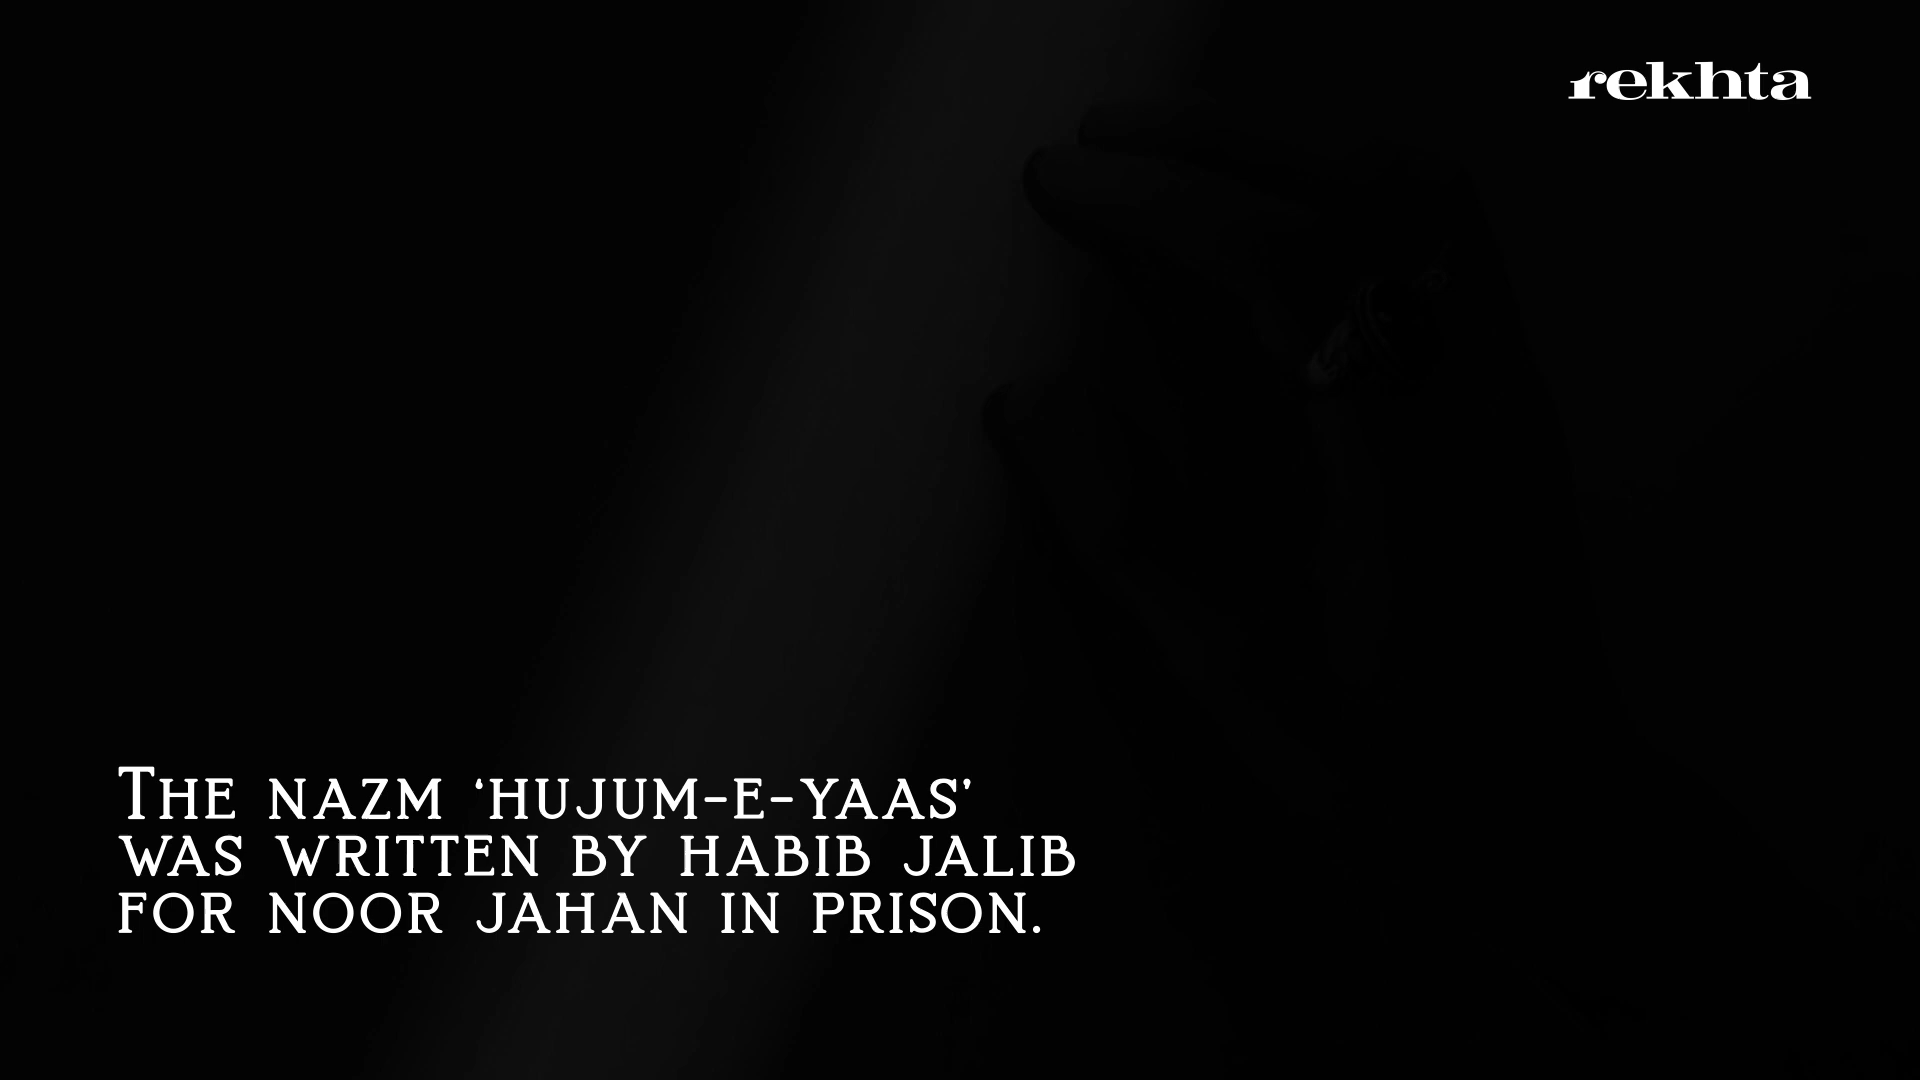 rekhta
The nazm ‘hujum-e-yaas’
was written by Habib Jalib
for Noor Jahan in prison.